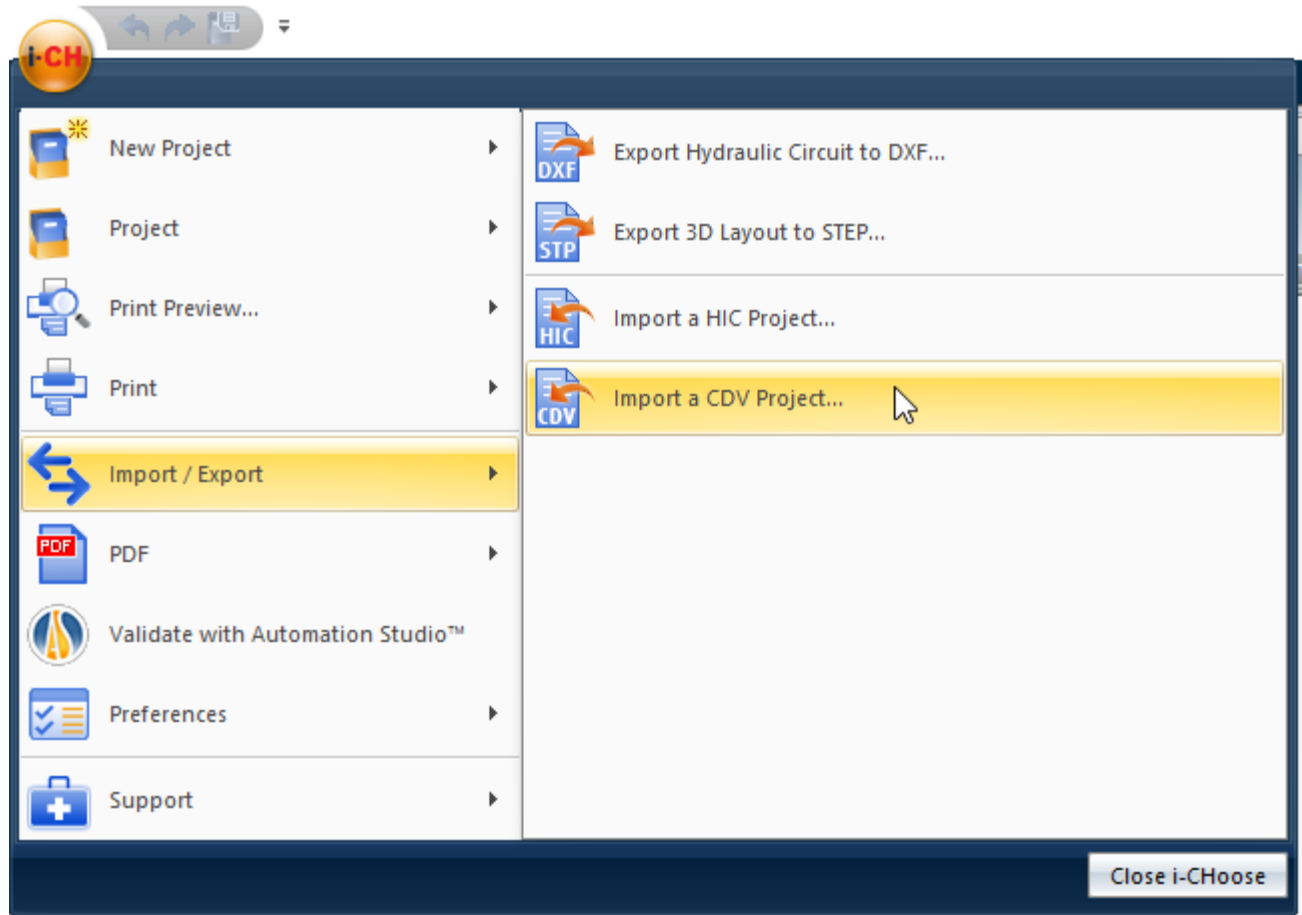 i-CH
New Project
Project
Print Preview...
Print
Import / Export
PDF
PDF
Validate with Automation Studio™
Preferences
Support
DXF
Export Hydraulic Circuit to DXF...
STP
Export 3D Layout to STEP...
HIC
Import a HIC Project...
CDV
Import a CDV Project...
Close i-CHoose